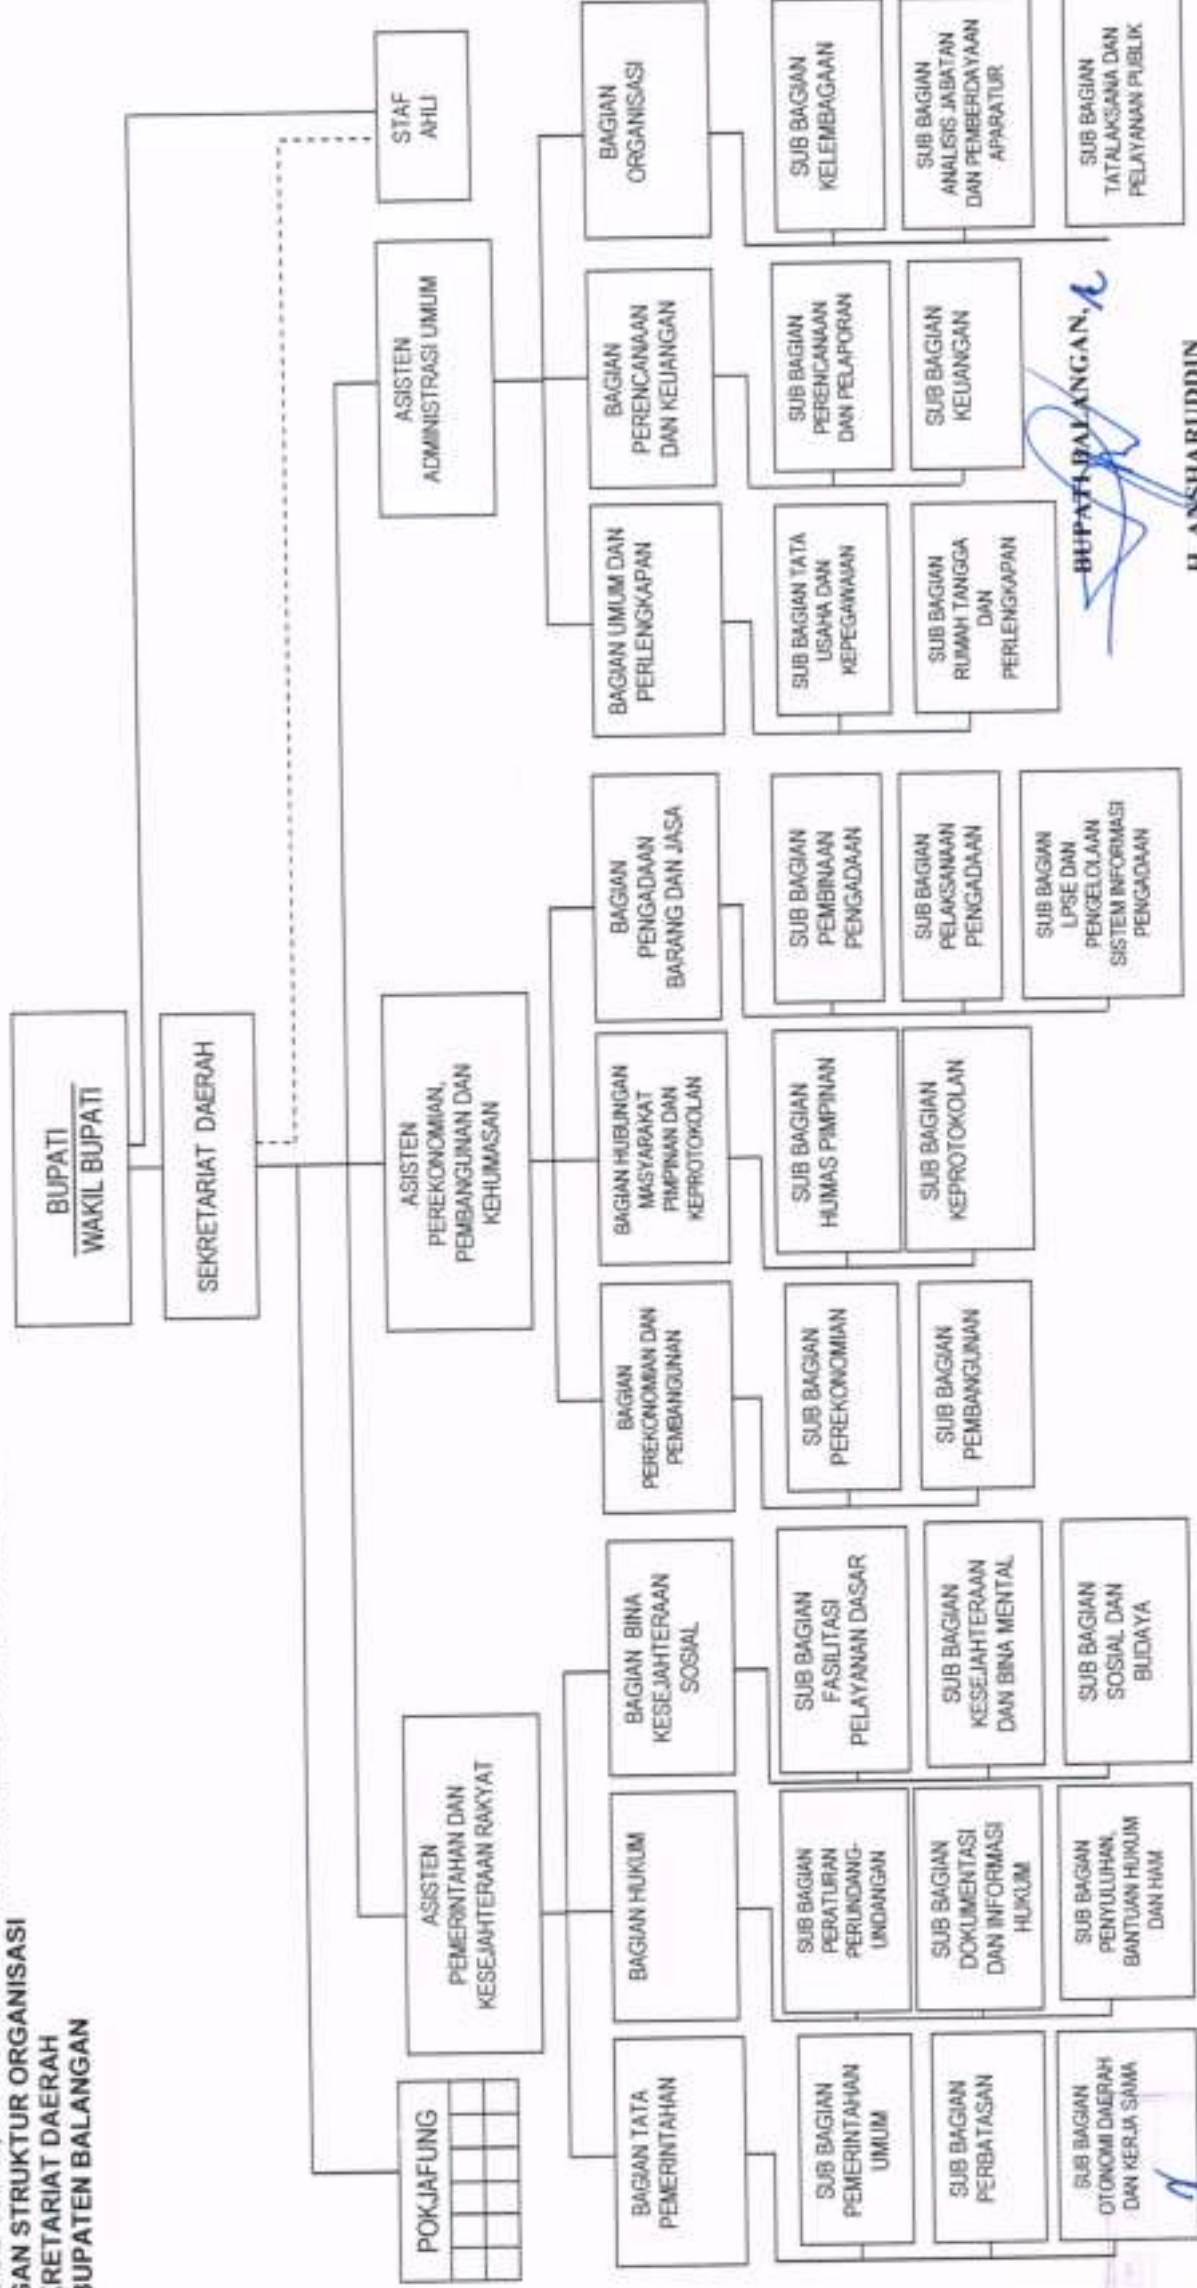 GAN STRUKTUR ORGANISASI
RETARIAT DAERAH
BUPATEN BALANGAN
BUPATI
WAKIL BUPATI
SEKRETARIAT DAERAH
STAF
AHLI
POKJAFUNG
ASISTEN
PEMERINTAHAN DAN
KESEJAHTERAAN RAKYAT
ASISTEN
PEREKONOMIAN,
PEMBANGUNAN DAN
KEHUMASAN
ASISTEN
ADMINISTRASI UMUM
BAGIAN TATA
PEMERINTAHAN
BAGIAN HUKUM
BAGIAN BINA
KESEJAHTERAAN
SOSIAL
BAGIAN
PEREKONOMIAN DAN
PEMBANGUNAN
BAGIAN HUBUNGAN
MASYARAKAT
PIMPINAN DAN
KEPROTOKOLAN
BAGIAN
PENGADAAN
BARANG DAN JASA
BAGIAN UMUM DAN
PERLENGKAPAN
BAGIAN
PERENCANAAN
DAN KEUANGAN
BAGIAN
ORGANISASI
SUB BAGIAN
PEMERINTAHAN
UMUM
SUB BAGIAN
PERBATASAN
SUB BAGIAN
OTONOMI DAERAH
DAN KERJA SAMA
SUB BAGIAN
PERATURAN
PERUNDANG-
UNDANGAN
SUB BAGIAN
DOKUMENTASI
DAN INFORMASI
HUKUM
SUB BAGIAN
PENYULUHAN,
BANTUAN HUKUM
DAN HAM
SUB BAGIAN
FASILITASI
PELAYANAN DASAR
SUB BAGIAN
KESEJAHTERAAN
DAN BINA MENTAL
SUB BAGIAN
SOSIAL DAN
BUDAYA
SUB BAGIAN
PEREKONOMIAN
SUB BAGIAN
PEMBANGUNAN
SUB BAGIAN
HUMAS PIMPINAN
SUB BAGIAN
KEPROTOKOLAN
SUB BAGIAN
PEMBINAAN
PENGADAAN
SUB BAGIAN
PELAKSANAAN
PENGADAAN
SUB BAGIAN
LPSE DAN
PENGELOLAAN
SISTEM INFORMASI
PENGADAAN
SUB BAGIAN TATA
USAHA DAN
KEPEGAWAIAN
SUB BAGIAN
RUMAH TANGGA
DAN
PERLENGKAPAN
SUB BAGIAN
PERENCANAAN
DAN PELAPORAN
SUB BAGIAN
KEUANGAN
SUB BAGIAN
KELEMBAGAAN
SUB BAGIAN
ANALISIS JABATAN
DAN PEMBERDAYAAN
APARATUR
SUB BAGIAN
TATALAKSANA DAN
PELAYANAN PUBLIK
BUPATI BALANGAN,
H. ANSHARUDDIN